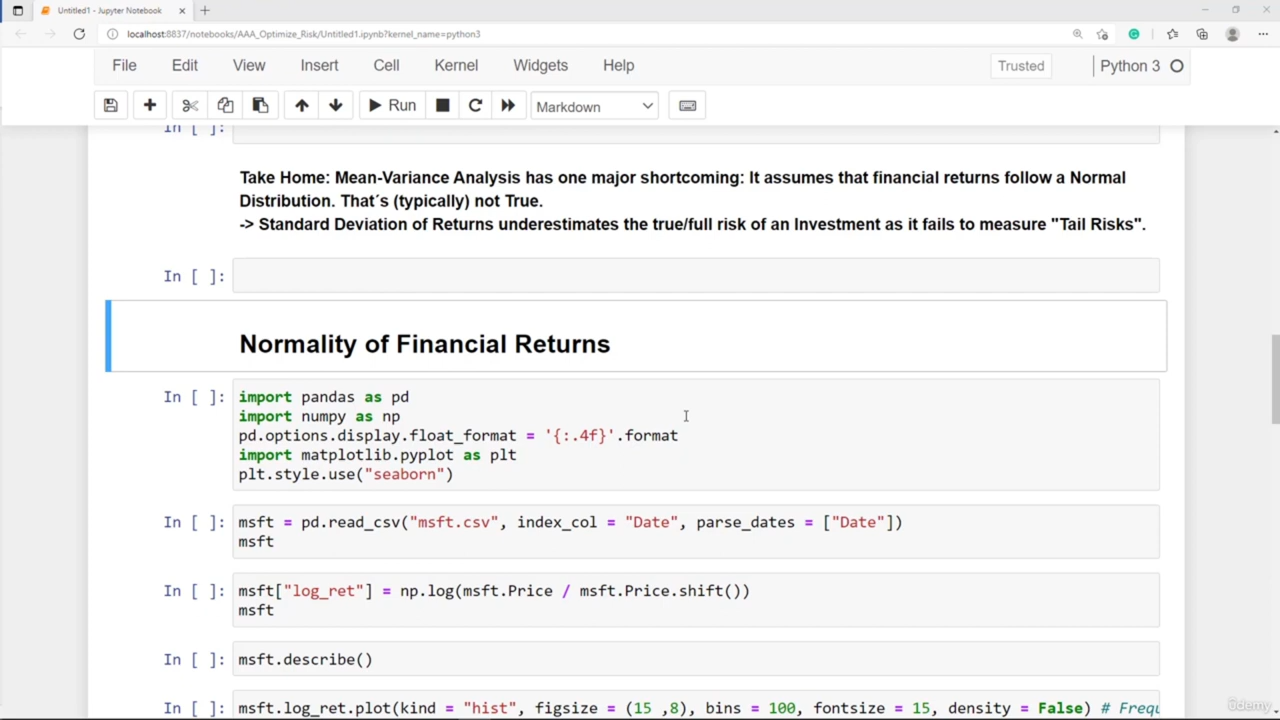 Untitled1 - Jupyter Notebook
localhost:8837/notebooks/AAA_Optimize_Risk/Untitled1.ipynb?kernel_name=python3
File Edit View Insert Cell Kernel Widgets Help Trusted Python 3
Run Markdown
In [ ]:
Take Home: Mean-Variance Analysis has one major shortcoming: It assumes that financial returns follow a Normal
Distribution. That´s (typically) not True.
-> Standard Deviation of Returns underestimates the true/full risk of an Investment as it fails to measure "Tail Risks".
In [ ]:
Normality of Financial Returns
In [ ]: import pandas as pd
import numpy as np
pd.options.display.float_format = '{:.4f}'.format
import matplotlib.pyplot as plt
plt.style.use("seaborn")
In [ ]: msft = pd.read_csv("msft.csv", index_col = "Date", parse_dates = ["Date"])
msft
In [ ]: msft["log_ret"] = np.log(msft.Price / msft.Price.shift())
msft
In [ ]: msft.describe()
In [ ]: msft.log_ret.plot(kind = "hist", figsize = (15 ,8), bins = 100, fontsize = 15, density = False) # Frequ
ûdemy